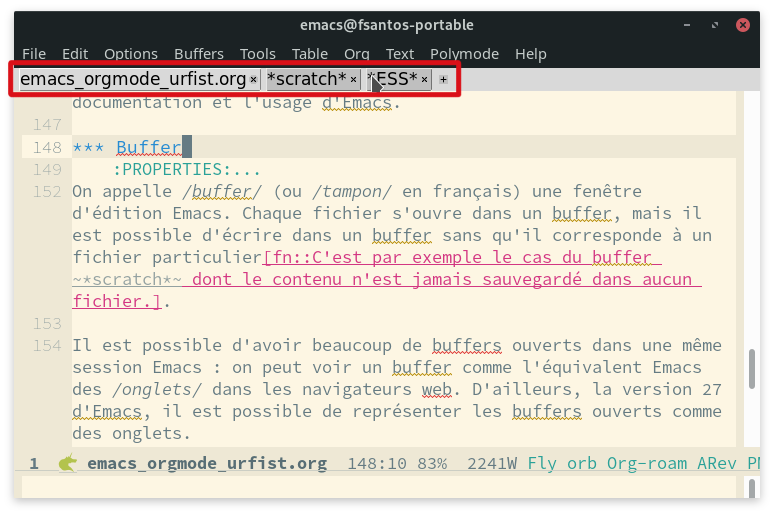 emacs@fsantos-portable
File Edit Options Buffers Tools Table Org Text Polymode Help
emacs_orgmode_urfist.org × *scratch* × *ESS* × +
documentation et l'usage d'Emacs.
147
148 *** Buffer
149 :PROPERTIES:...
152 On appelle /buffer/ (ou /tampon/ en français) une fenêtre
d'édition Emacs. Chaque fichier s'ouvre dans un buffer, mais il
est possible d'écrire dans un buffer sans qu'il corresponde à un
fichier particulier[fn::C'est par exemple le cas du buffer
~*scratch*~ dont le contenu n'est jamais sauvegardé dans aucun
fichier.].
153
154 Il est possible d'avoir beaucoup de buffers ouverts dans une même
session Emacs : on peut voir un buffer comme l'équivalent Emacs
des /onglets/ dans les navigateurs web. D'ailleurs, la version 27
d'Emacs, il est possible de représenter les buffers ouverts comme
des onglets.
1 emacs_orgmode_urfist.org 148:10 83% 2241W Fly orb Org-roam ARev PM